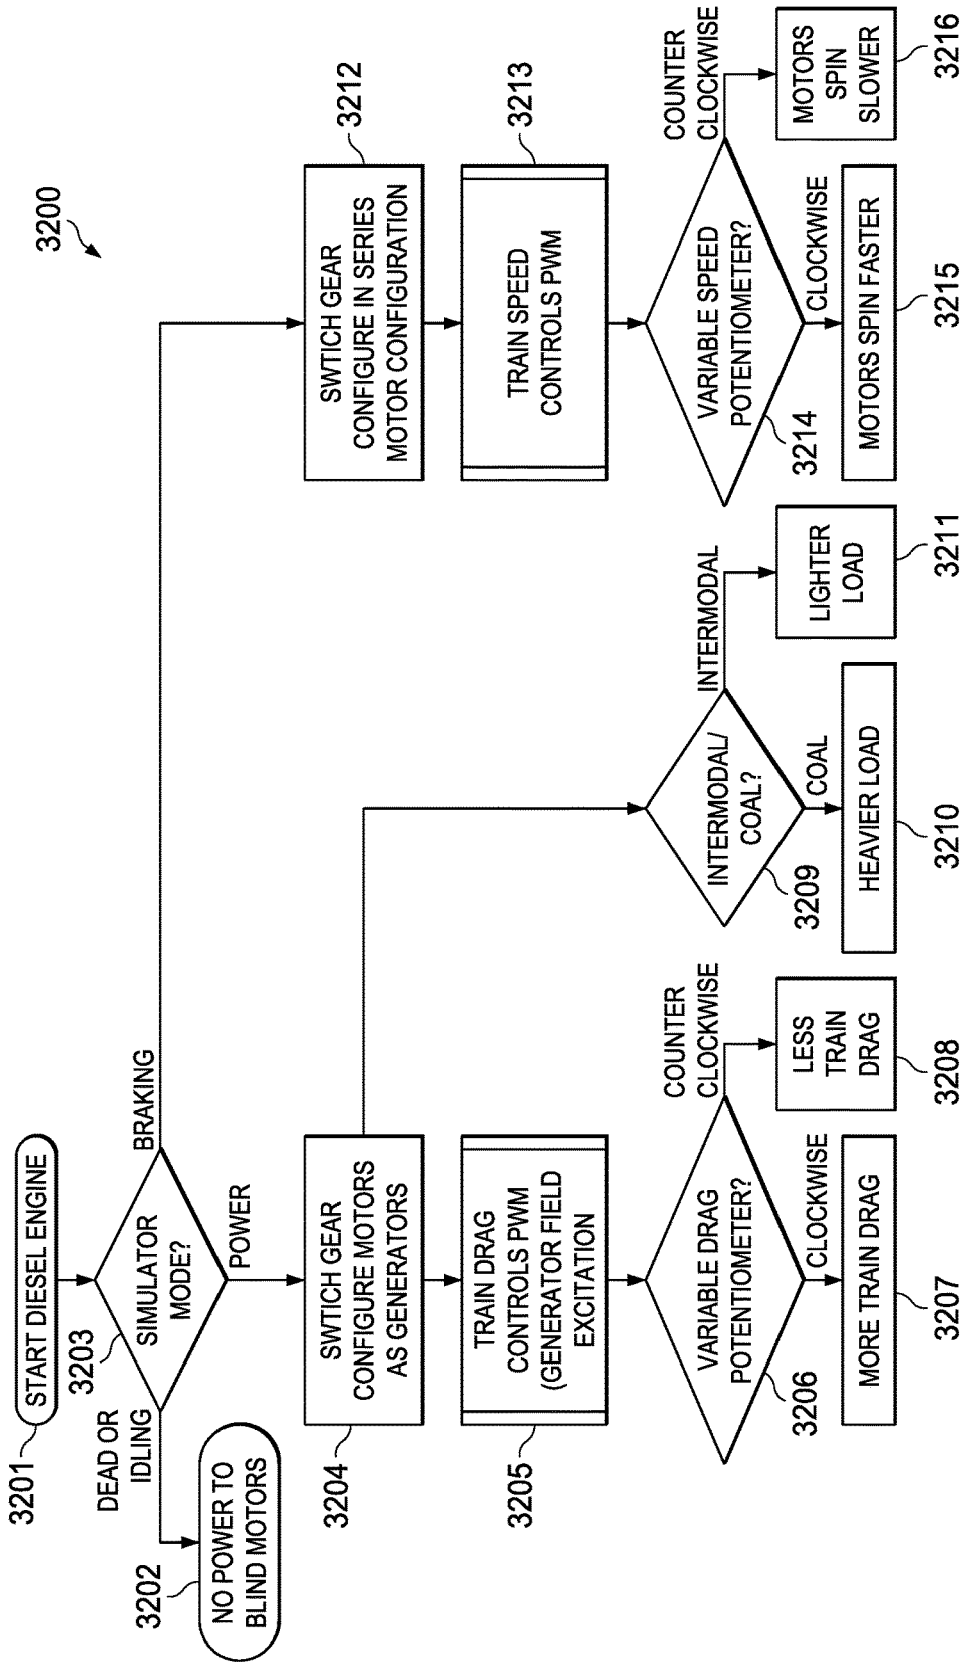 3200
3201
START DIESEL ENGINE
3203
SIMULATOR
MODE?
DEAD OR
IDLING
BRAKING
POWER
3202
NO POWER TO
BLIND MOTORS
3204
SWTICH GEAR
CONFIGURE MOTORS
AS GENERATORS
3212
SWTICH GEAR
CONFIGURE IN SERIES
MOTOR CONFIGURATION
3205
TRAIN DRAG
CONTROLS PWM
(GENERATOR FIELD
EXCITATION
3213
TRAIN SPEED
CONTROLS PWM
3206
VARIABLE DRAG
POTENTIOMETER?
COUNTER
CLOCKWISE
CLOCKWISE
3209
INTERMODAL/
COAL?
INTERMODAL
COAL
3214
VARIABLE SPEED
POTENTIOMETER?
COUNTER
CLOCKWISE
CLOCKWISE
MORE TRAIN DRAG
3207
LESS
TRAIN
DRAG
3208
HEAVIER LOAD
3210
LIGHTER
LOAD
3211
MOTORS SPIN FASTER
3215
MOTORS
SPIN
SLOWER
3216